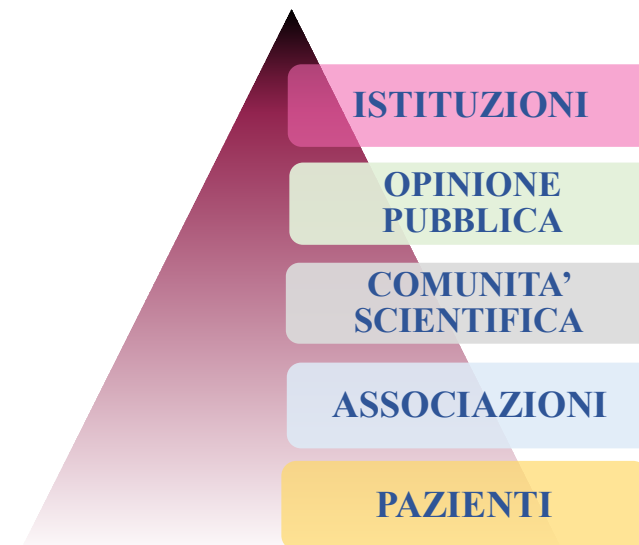 ISTITUZIONI
OPINIONE
PUBBLICA
COMUNITA’
SCIENTIFICA
ASSOCIAZIONI
PAZIENTI